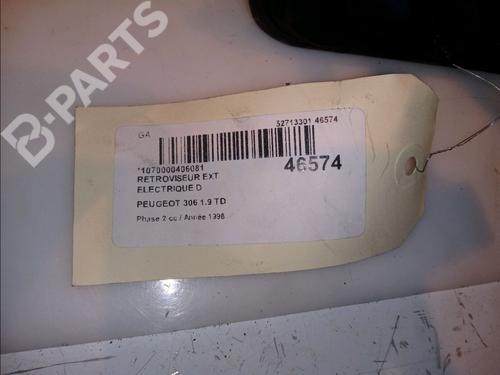 B-PARTS
GA
52713301 46574
*1070000406081
46574
RETROVISEUR EXT
ELECTRIQUE D
PEUGEOT 306 1.9 TD
Phase 2 cc / Année 1998